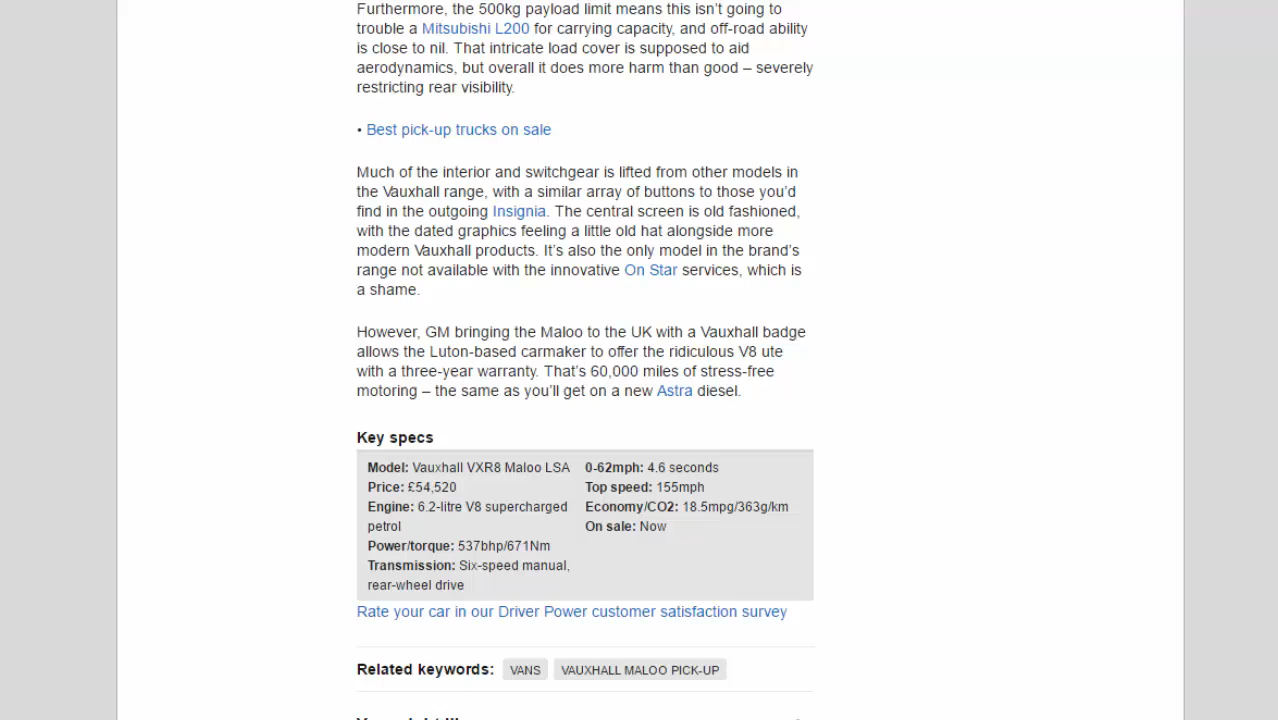 Furthermore, the 500kg payload limit means this isn't going to
trouble a Mitsubishi L200 for carrying capacity, and off-road ability
is close to nil. That intricate load cover is supposed to aid
aerodynamics, but overall it does more harm than good – severely
restricting rear visibility.
• Best pick-up trucks on sale
Much of the interior and switchgear is lifted from other models in
the Vauxhall range, with a similar array of buttons to those you'd
find in the outgoing Insignia. The central screen is old fashioned,
with the dated graphics feeling a little old hat alongside more
modern Vauxhall products. It's also the only model in the brand's
range not available with the innovative On Star services, which is
a shame.
However, GM bringing the Maloo to the UK with a Vauxhall badge
allows the Luton-based carmaker to offer the ridiculous V8 ute
with a three-year warranty. That's 60,000 miles of stress-free
motoring – the same as you'll get on a new Astra diesel.
Key specs
Model: Vauxhall VXR8 Maloo LSA
Price: £54,520
Engine: 6.2-litre V8 supercharged
petrol
Power/torque: 537bhp/671Nm
Transmission: Six-speed manual,
rear-wheel drive
0-62mph: 4.6 seconds
Top speed: 155mph
Economy/CO2: 18.5mpg/363g/km
On sale: Now
Rate your car in our Driver Power customer satisfaction survey
Related keywords: VANS VAUXHALL MALOO PICK-UP